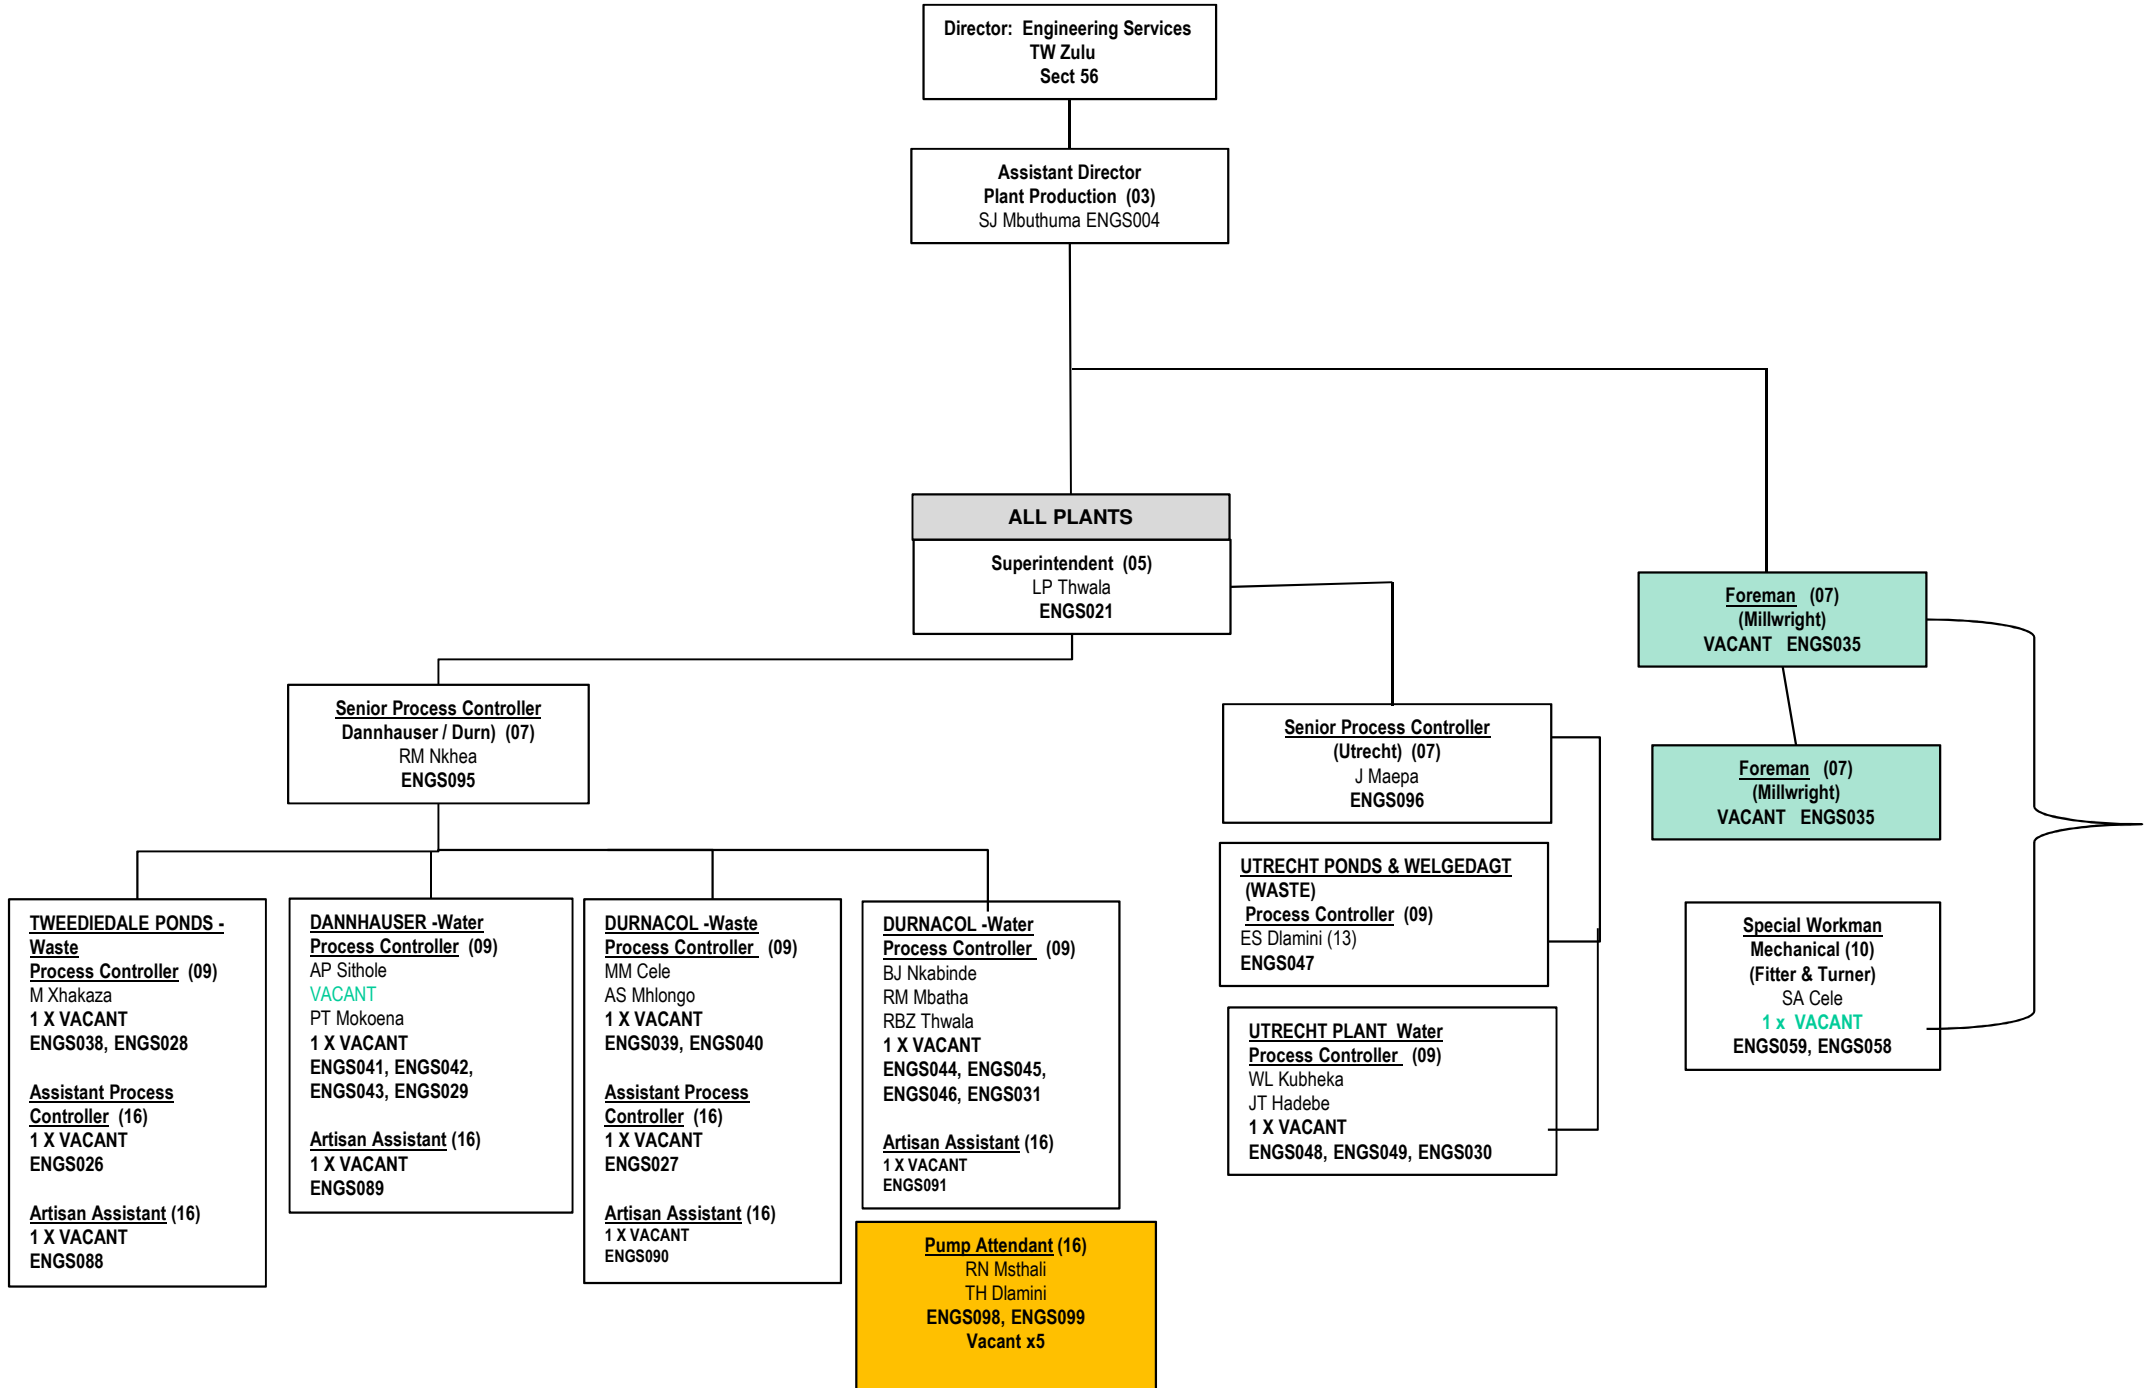 Director: Engineering Services
TW Zulu
Sect 56
Assistant Director
Plant Production (03)
SJ Mbuthuma ENGS004
ALL PLANTS
Superintendent (05)
LP Thwala
ENGS021
Foreman (07)
(Millwright)
VACANT ENGS035
Senior Process Controller
Dannhauser / Durn) (07)
RM Nkhea
ENGS095
Senior Process Controller
(Utrecht) (07)
J Maepa
ENGS096
Foreman (07)
(Millwright)
VACANT ENGS035
TWEEDIEDALE PONDS -
Waste
Process Controller (09)
M Xhakaza
1 X VACANT
ENGS038, ENGS028
Assistant Process
Controller (16)
1 X VACANT
ENGS026
Artisan Assistant (16)
1 X VACANT
ENGS088
DANNHAUSER -Water
Process Controller (09)
AP Sithole
VACANT
PT Mokoena
1 X VACANT
ENGS041, ENGS042,
ENGS043, ENGS029
Artisan Assistant (16)
1 X VACANT
ENGS089
DURNACOL -Waste
Process Controller (09)
MM Cele
AS Mhlongo
1 X VACANT
ENGS039, ENGS040
Assistant Process
Controller (16)
1 X VACANT
ENGS027
Artisan Assistant (16)
1 X VACANT
ENGS090
DURNACOL -Water
Process Controller (09)
BJ Nkabinde
RM Mbatha
RBZ Thwala
1 X VACANT
ENGS044, ENGS045,
ENGS046, ENGS031
Artisan Assistant (16)
1 X VACANT
ENGS091
Pump Attendant (16)
RN Msthali
TH Dlamini
ENGS098, ENGS099
Vacant x5
UTRECHT PONDS & WELGEDAGT
(WASTE)
Process Controller (09)
ES Dlamini (13)
ENGS047
UTRECHT PLANT Water
Process Controller (09)
WL Kubheka
JT Hadebe
1 X VACANT
ENGS048, ENGS049, ENGS030
Special Workman
Mechanical (10)
(Fitter & Turner)
SA Cele
1 x VACANT
ENGS059, ENGS058